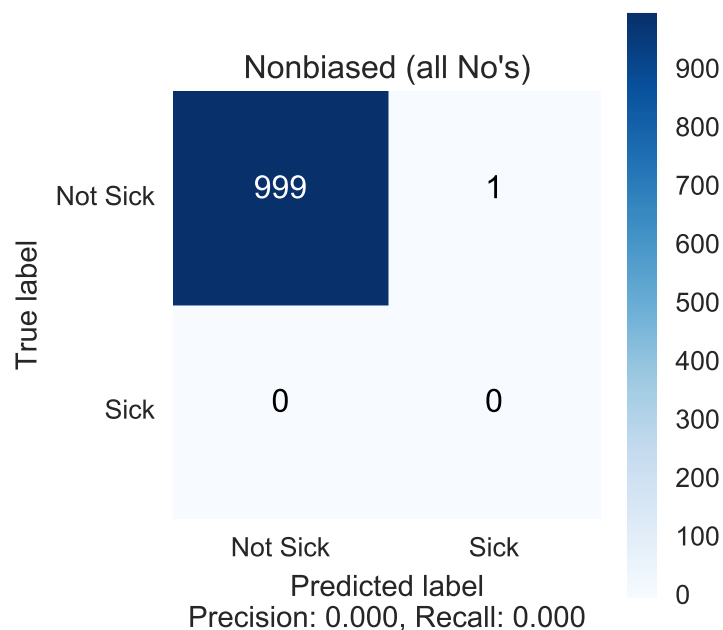 Nonbiased (all No's)
Not Sick
999
1
Sick
0
0
True label
Not Sick
Sick
Predicted label
Precision: 0.000, Recall: 0.000
900
800
700
600
500
400
300
200
100
0